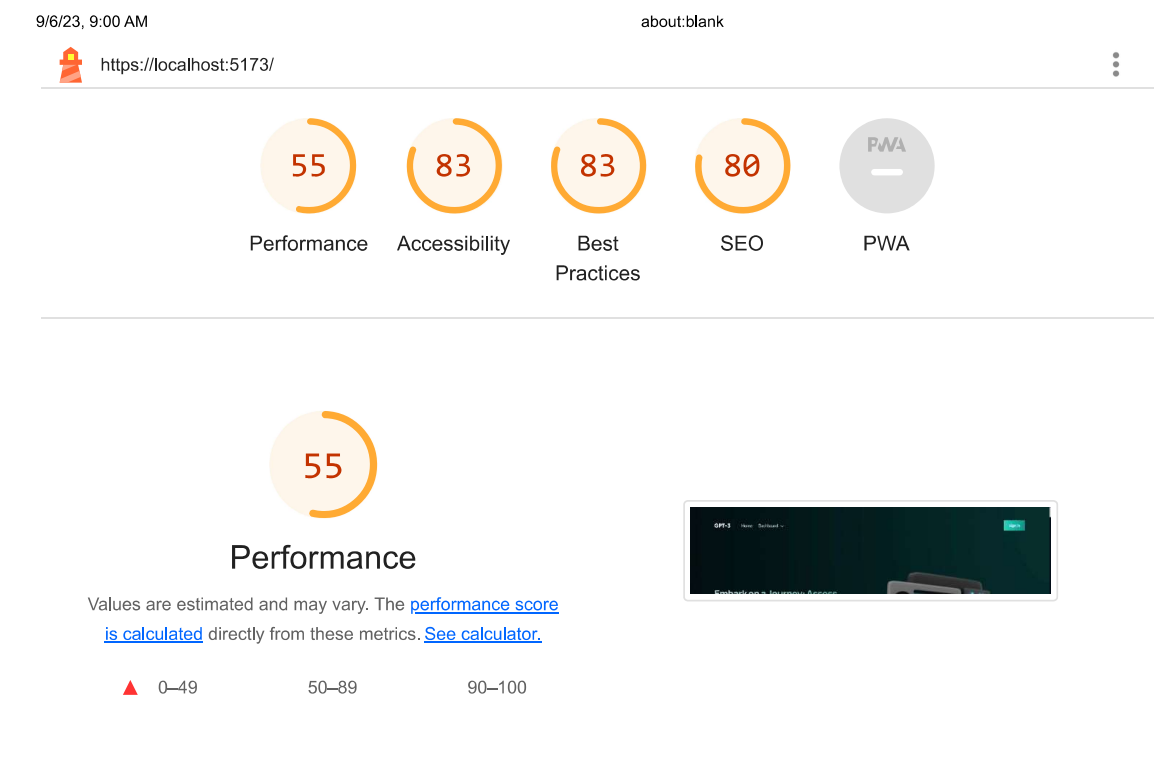 9/6/23, 9:00 AM
about:blank
https://localhost:5173/
55
83
83
80
PWA
Performance
Accessibility
Best
Practices
SEO
PWA
55
Performance
Values are estimated and may vary. The performance score
is calculated directly from these metrics. See calculator.
0–49
50–89
90–100
GPT-3
Home
Dashboard
Sign In
Embark on a Journey: Access